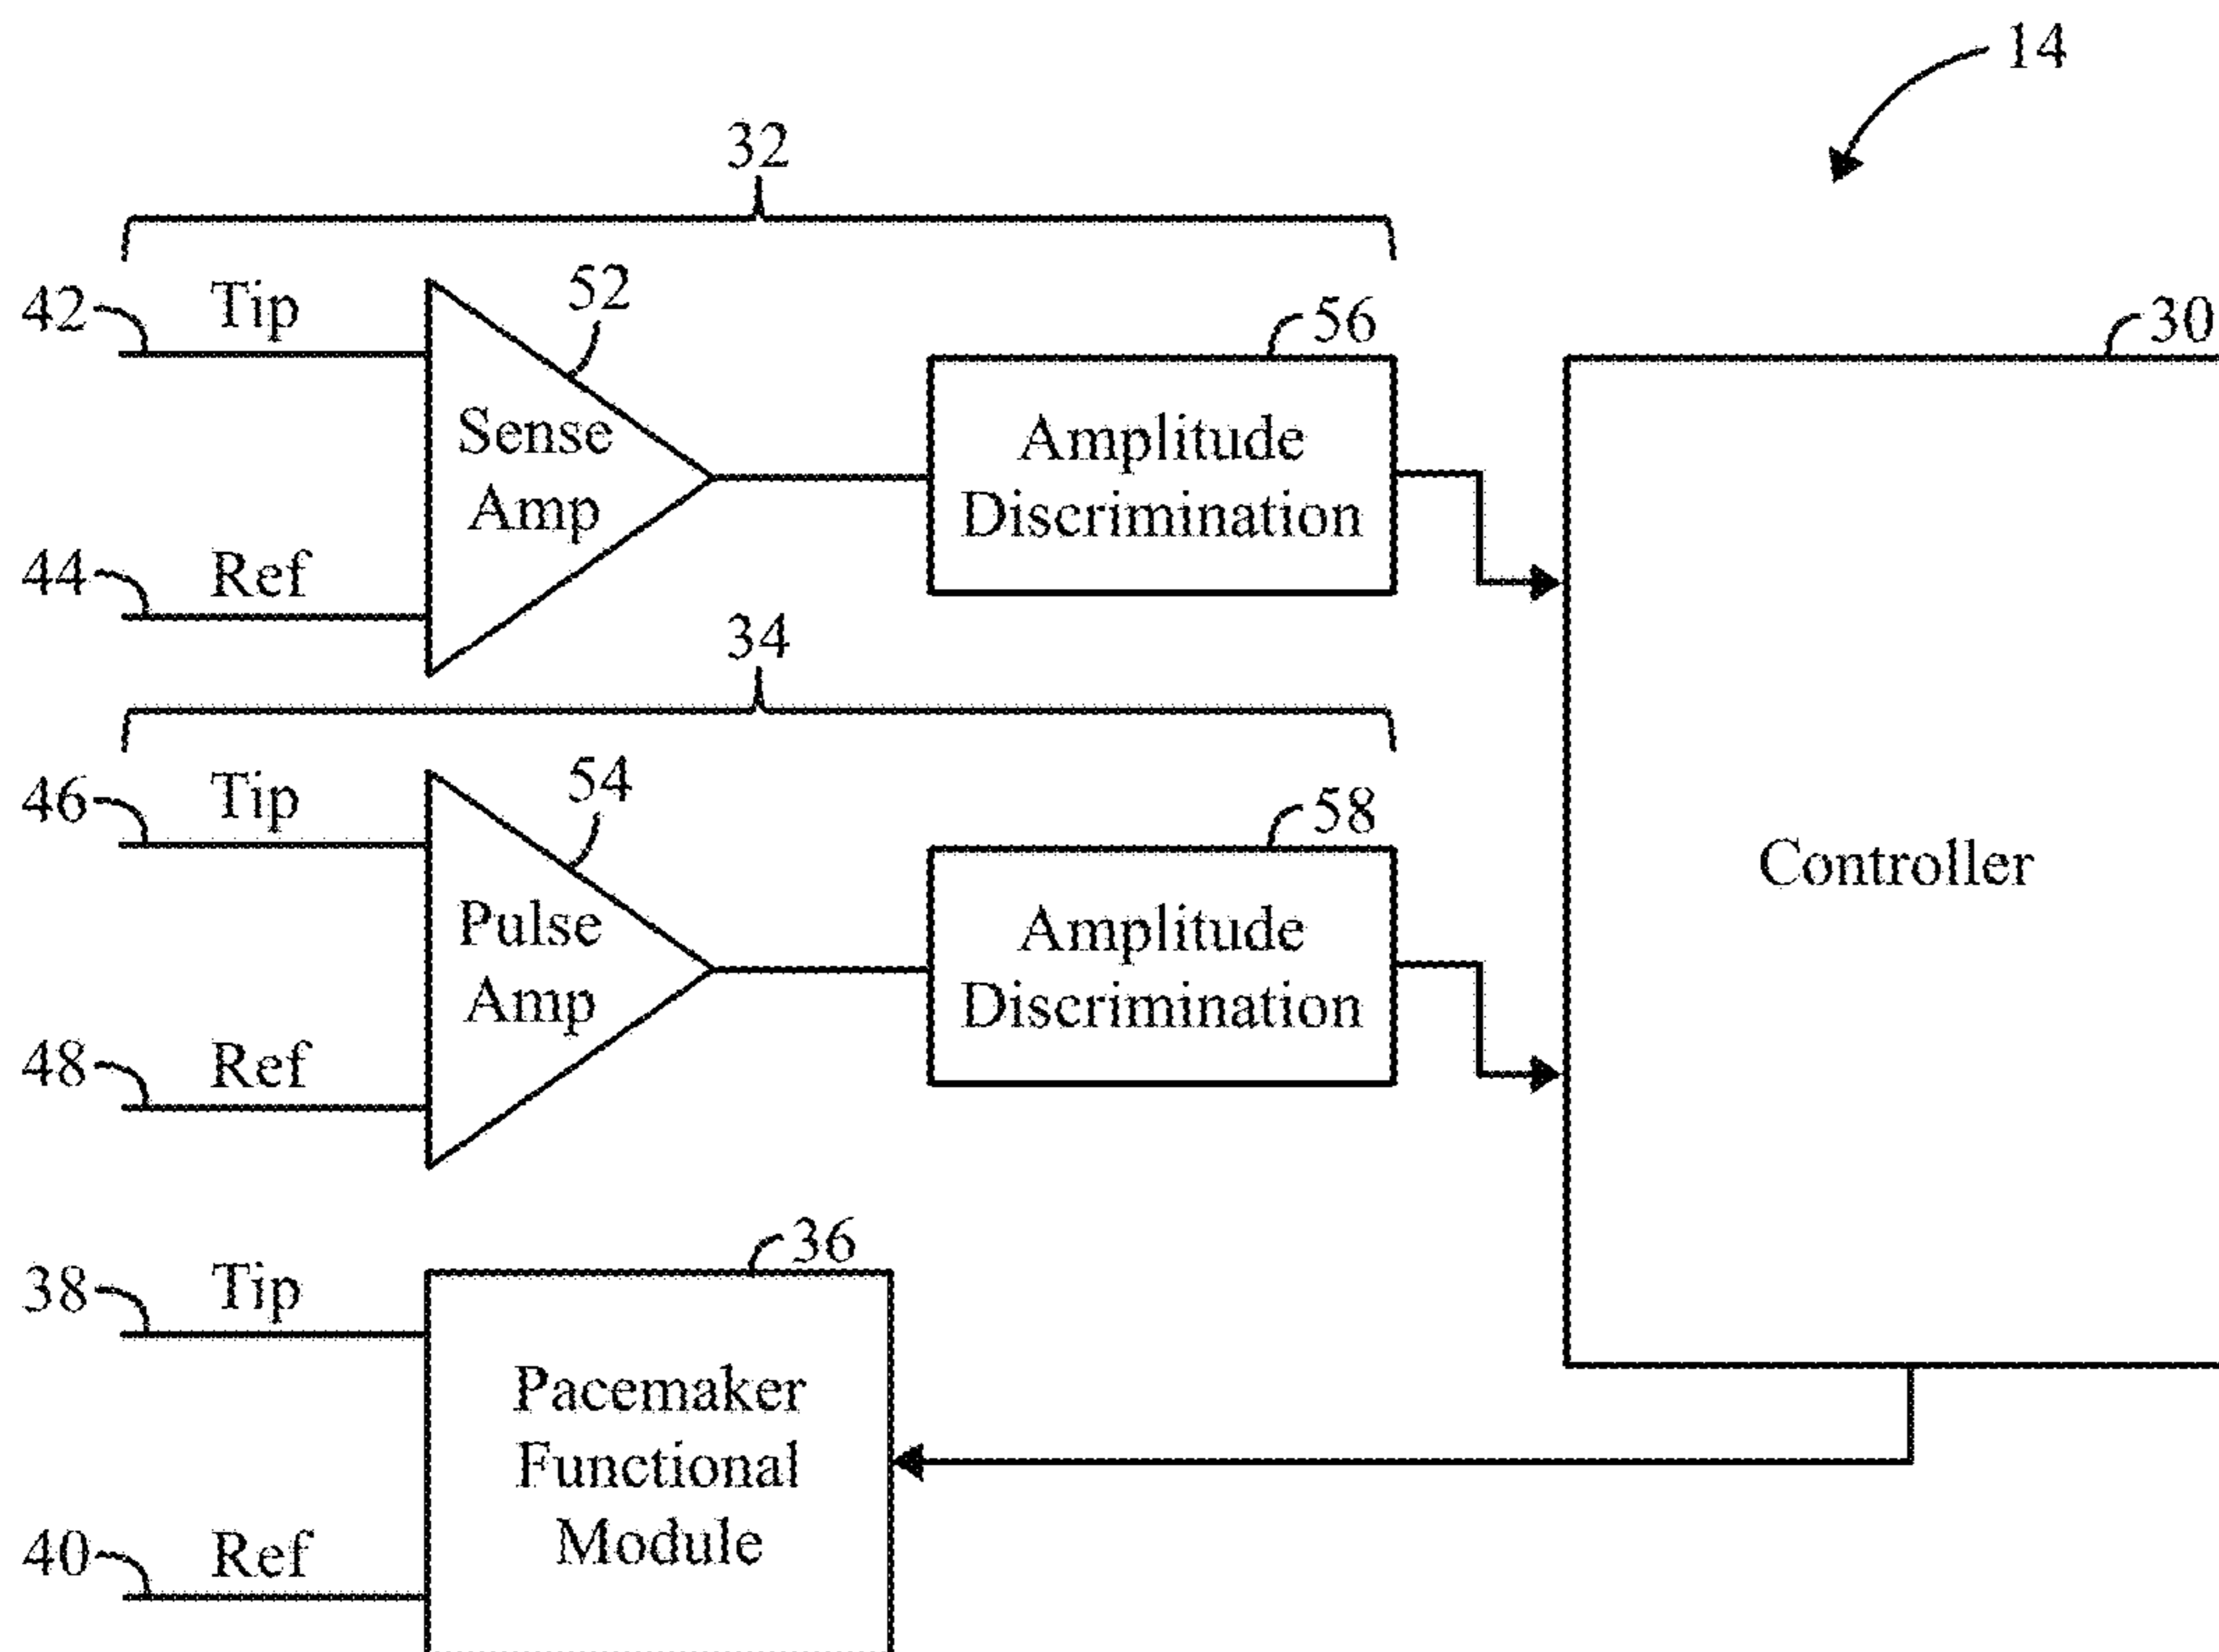 14
32
42
Tip
52
56
30
Sense
Amp
Amplitude
Discrimination
44
Ref
34
46
Tip
54
58
Pulse
Amp
Amplitude
Discrimination
Controller
48
Ref
36
38
Tip
Pacemaker
Functional
Module
40
Ref